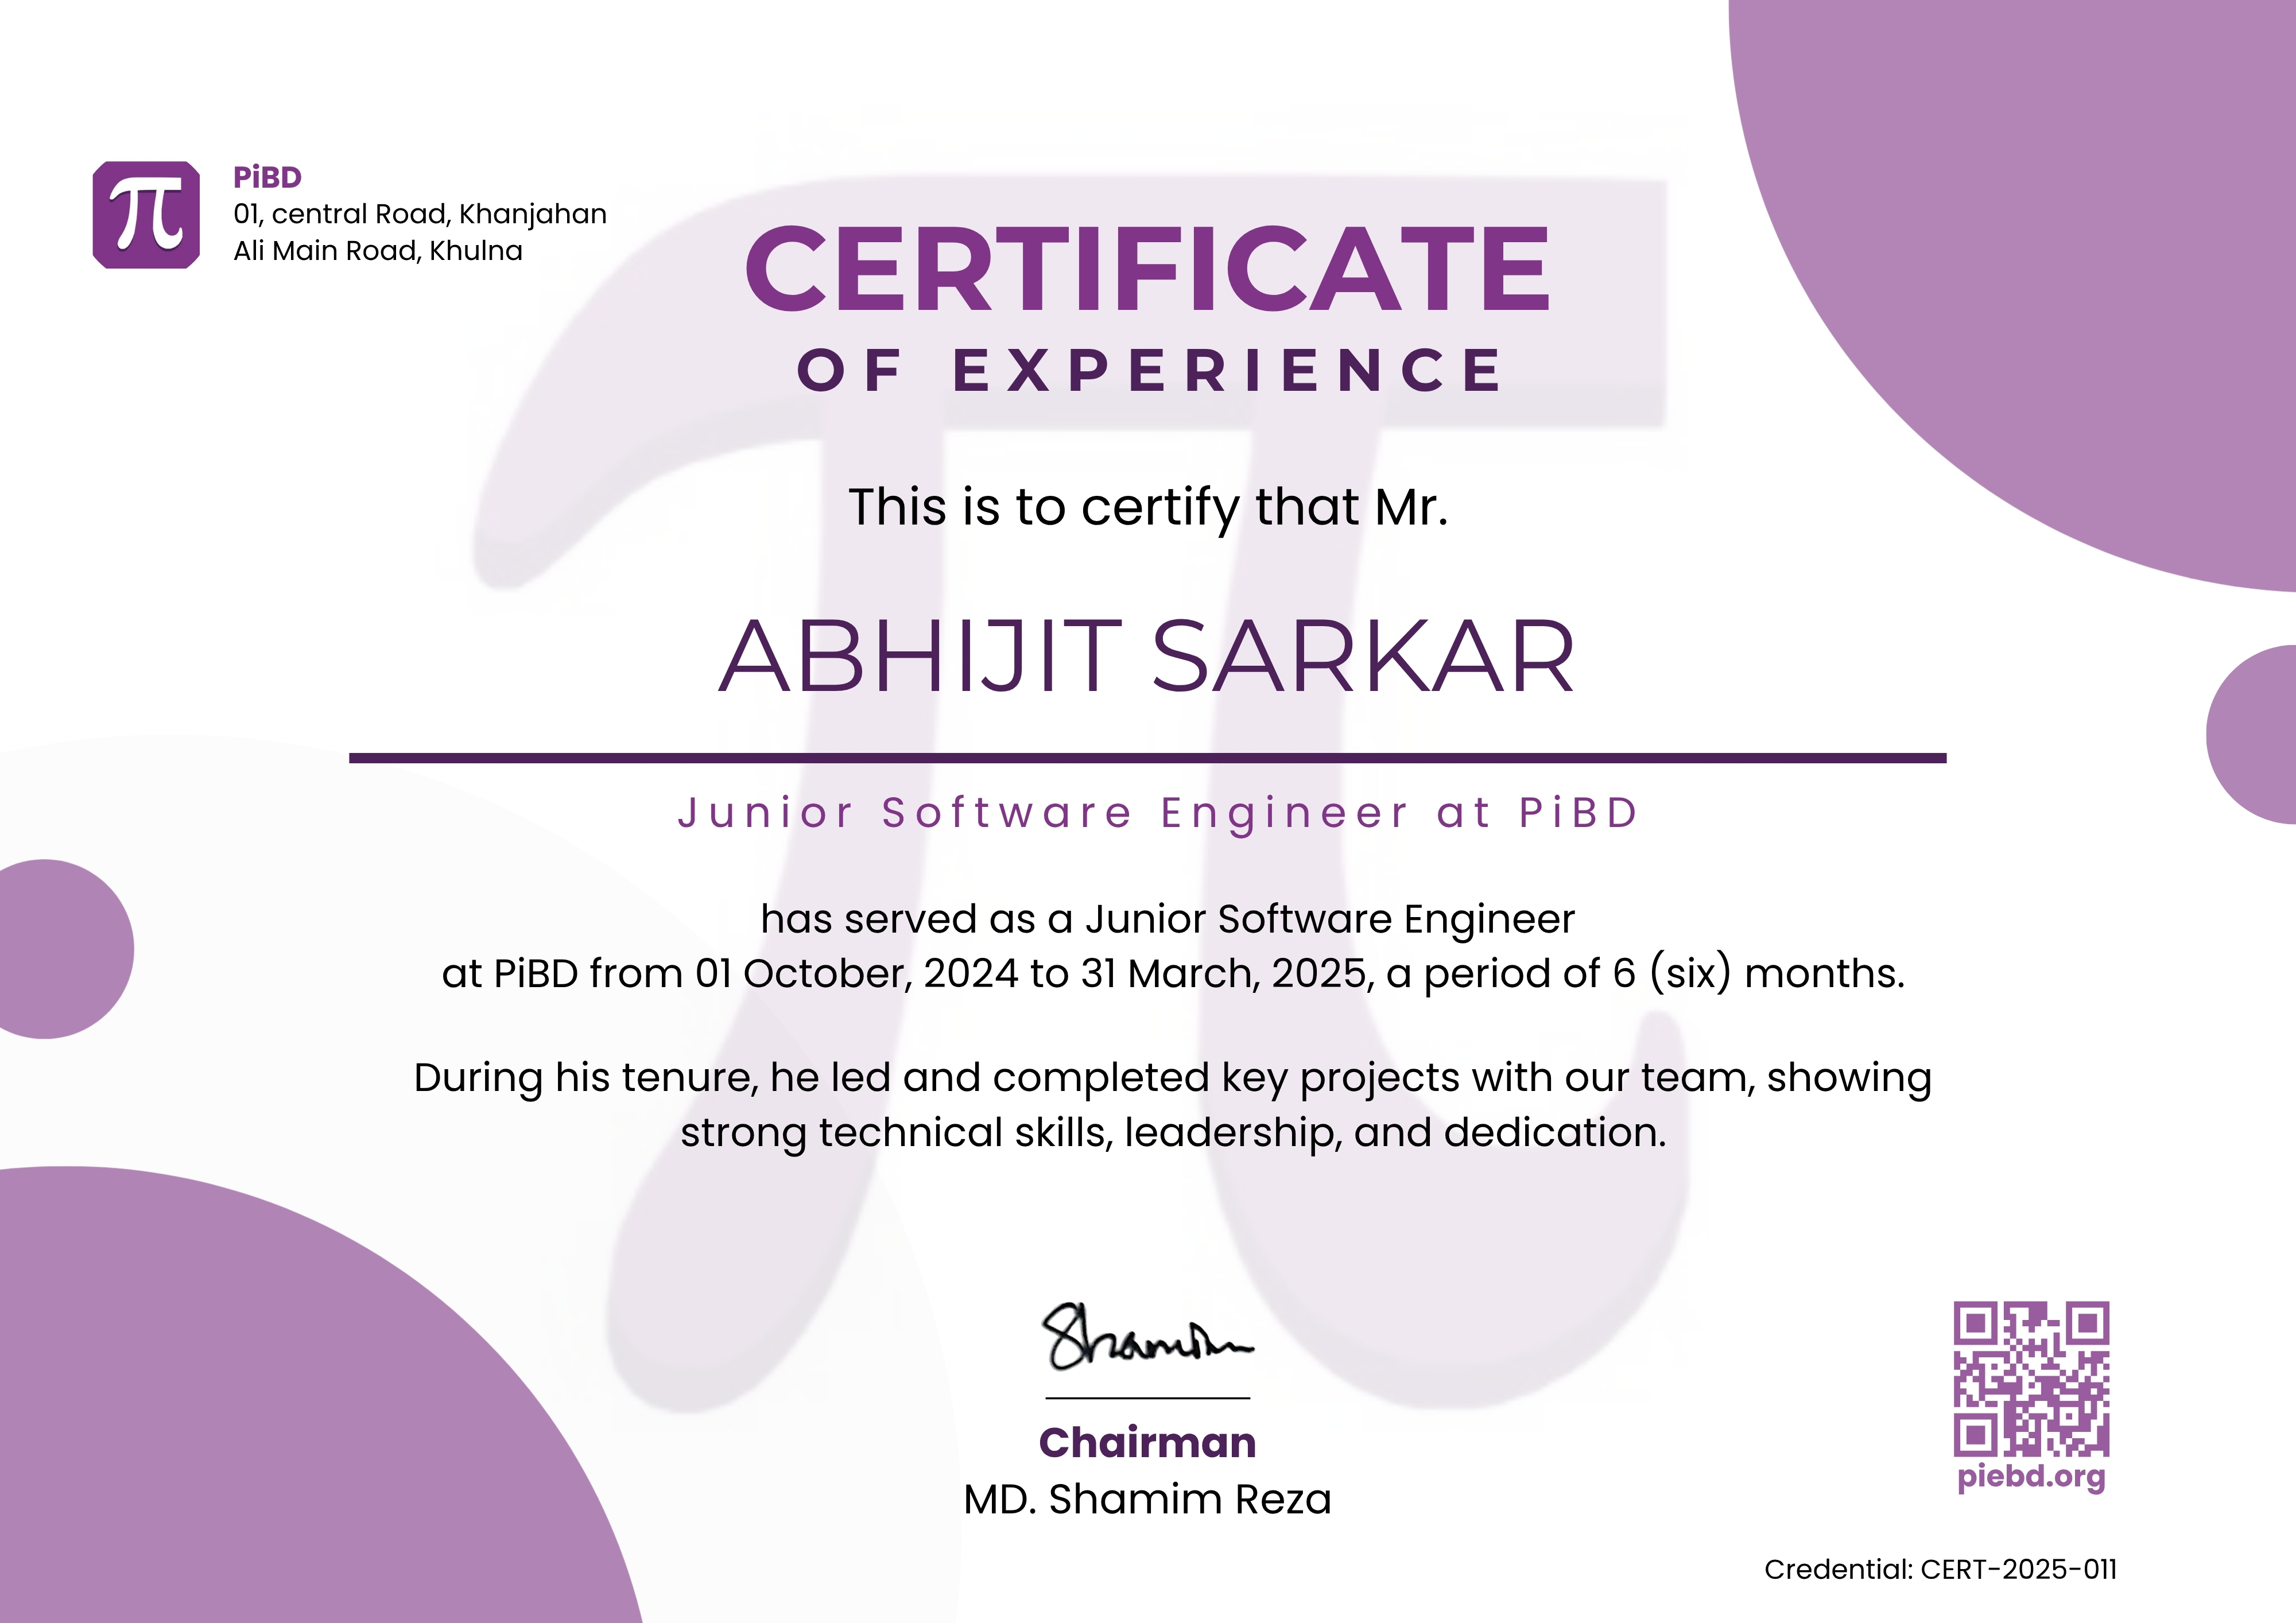 π
PiBD
01, central Road, Khanjahan
Ali Main Road, Khulna
CERTIFICATE
OF EXPERIENCE
This is to certify that Mr.
ABHIJIT SARKAR
Junior Software Engineer at PiBD
has served as a Junior Software Engineer
at PiBD from 01 October, 2024 to 31 March, 2025, a period of 6 (six) months.
During his tenure, he led and completed key projects with our team, showing
strong technical skills, leadership, and dedication.
Shamim
Chairman
MD. Shamim Reza
piebd.org
Credential: CERT-2025-011